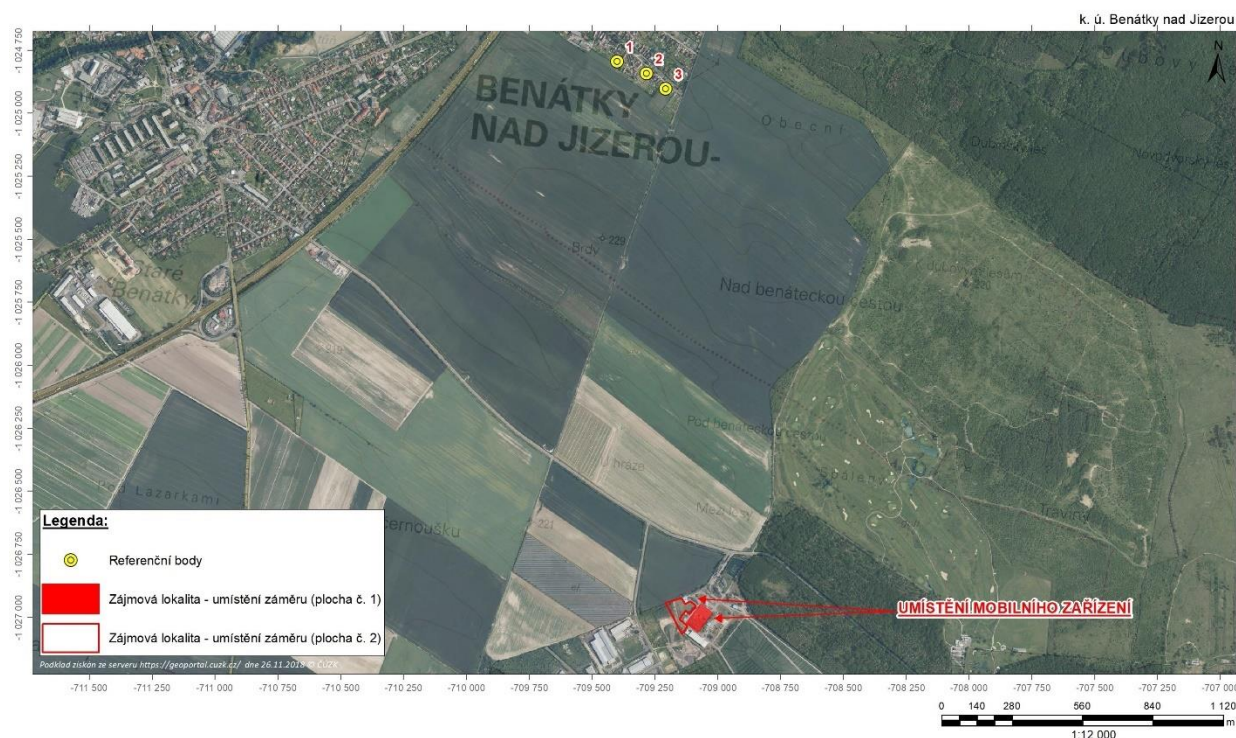 k. ú. Benátky nad Jizerou
N
1
2
3
BENÁTKY
NAD JIZEROU-
Obecní
229
Brdy
Nad benáteckou cestou
Staré
Benátky
Pod benáteckou cestou
hráze
Pod Lazarkami
černoušku
221
Traviny
Legenda:
Referenční body
Zájmová lokalita - umístění záměru (plocha č. 1)
Zájmová lokalita - umístění záměru (plocha č. 2)
UMÍSTĚNÍ MOBILNÍHO ZAŘÍZENÍ
Podklad získán ze serveru https://geoportal.cuzk.cz/ dne 26.11.2018 © ČÚZK
-1 024 750
-1 025 000
-1 025 250
-1 025 500
-1 025 750
-1 026 000
-1 026 250
-1 026 500
-1 026 750
-1 027 000
-711 500 -711 250 -711 000 -710 750 -710 500 -710 250 -710 000 -709 750 -709 500 -709 250 -709 000 -708 750 -708 500 -708 250 -708 000 -707 750 -707 500 -707 250 -707 000
0 140 280 560 840 1 120
m
1:12 000